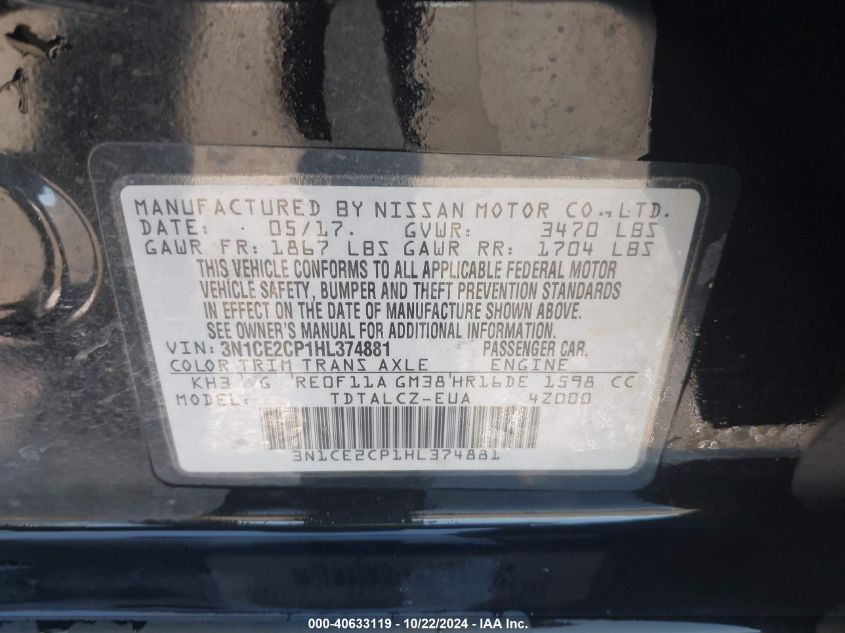 MANUFACTURED BY NISSAN MOTOR CO.,LTD.
DATE: 05/17. GVWR: 3470 LBS
GAWR FR: 1867 LBS GAWR RR: 1704 LBS
THIS VEHICLE CONFORMS TO ALL APPLICABLE FEDERAL MOTOR
VEHICLE SAFETY, BUMPER AND THEFT PREVENTION STANDARDS
IN EFFECT ON THE DATE OF MANUFACTURE SHOWN ABOVE.
SEE OWNER'S MANUAL FOR ADDITIONAL INFORMATION.
VIN: 3N1CE2CP1HL374881 PASSENGER CAR.
COLOR TRIM TRANS AXLE ENGINE
KH3 G RE0F11A GM38 HR16DE 1598 CC
MODEL: TDTALCZ-EUA 4Z000
3N1CE2CP1HL374881
000-40633119 - 10/22/2024 - IAA Inc.